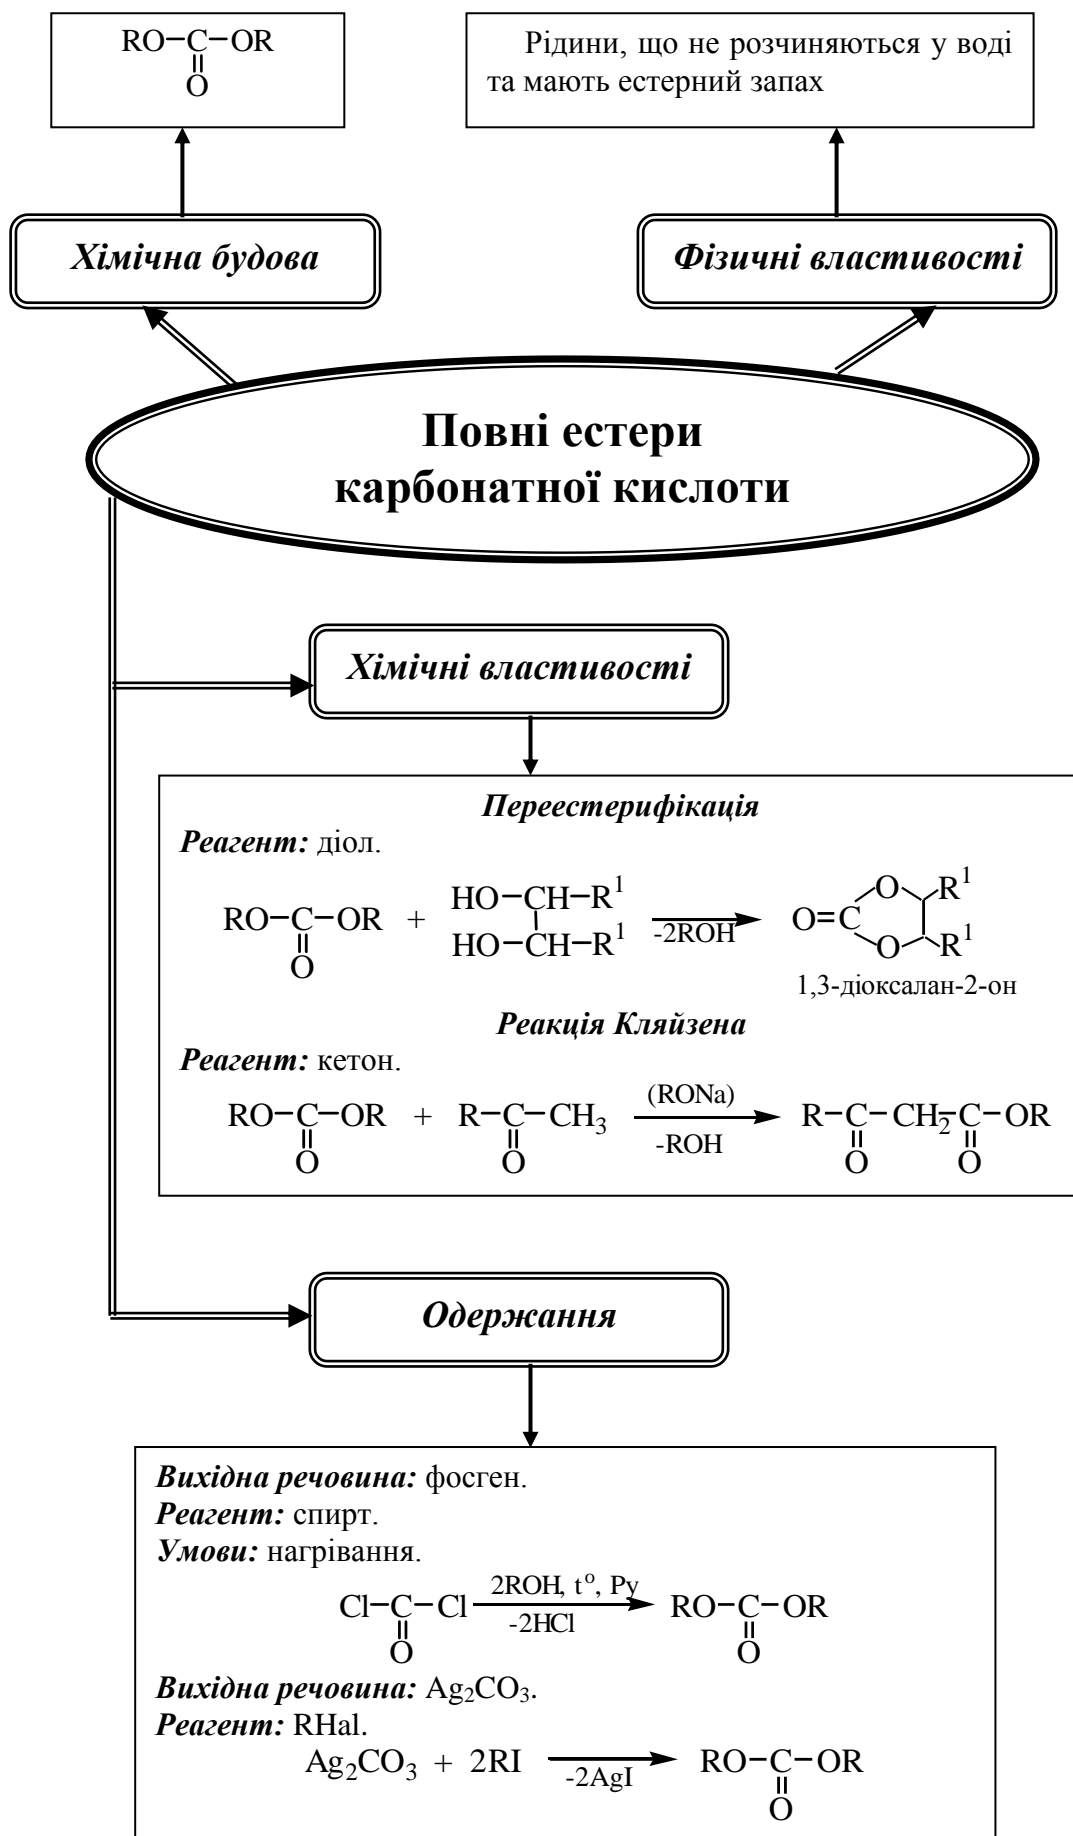 RO–C–OR
O
Рідини, що не розчиняються у воді
та мають естерний запах
Хімічна будова
Фізичні властивості
Повні естери
карбонатної кислоти
Хімічні властивості
Переестерифікація
Реагент: діол.
RO–C–OR + HO–CH–R¹ O=C O R¹
O HO–CH–R¹ -2ROH O R¹
1,3-діоксалан-2-он
Реакція Кляйзена
Реагент: кетон.
(RONa)
RO–C–OR + R–C–CH₃ R–C–CH₂–C–OR
O O -ROH O O
Одержання
Вихідна речовина: фосген.
Реагент: спирт.
Умови: нагрівання.
2ROH, t°, Py
Cl–C–Cl RO–C–OR
O -2HCl O
Вихідна речовина: Ag₂CO₃.
Реагент: RHal.
Ag₂CO₃ + 2RI RO–C–OR
-2AgI O